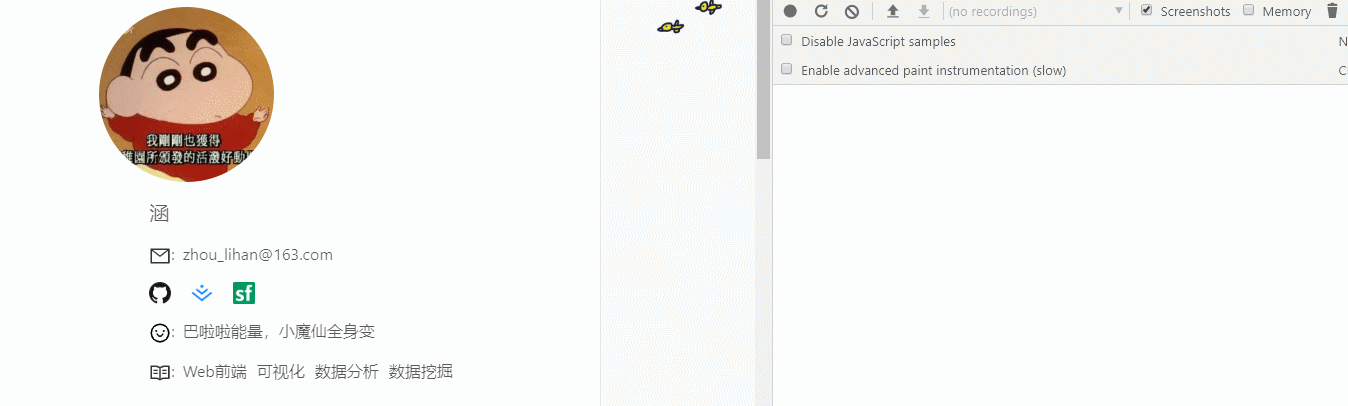 我剛剛也獲得
園所頒發的活潑好動
涵
: zhou_lihan@163.com
sf
: 巴啦啦能量，小魔仙全身变
: Web前端 可视化 数据分析 数据挖掘
(no recordings) Screenshots Memory
Disable JavaScript samples
Enable advanced paint instrumentation (slow)